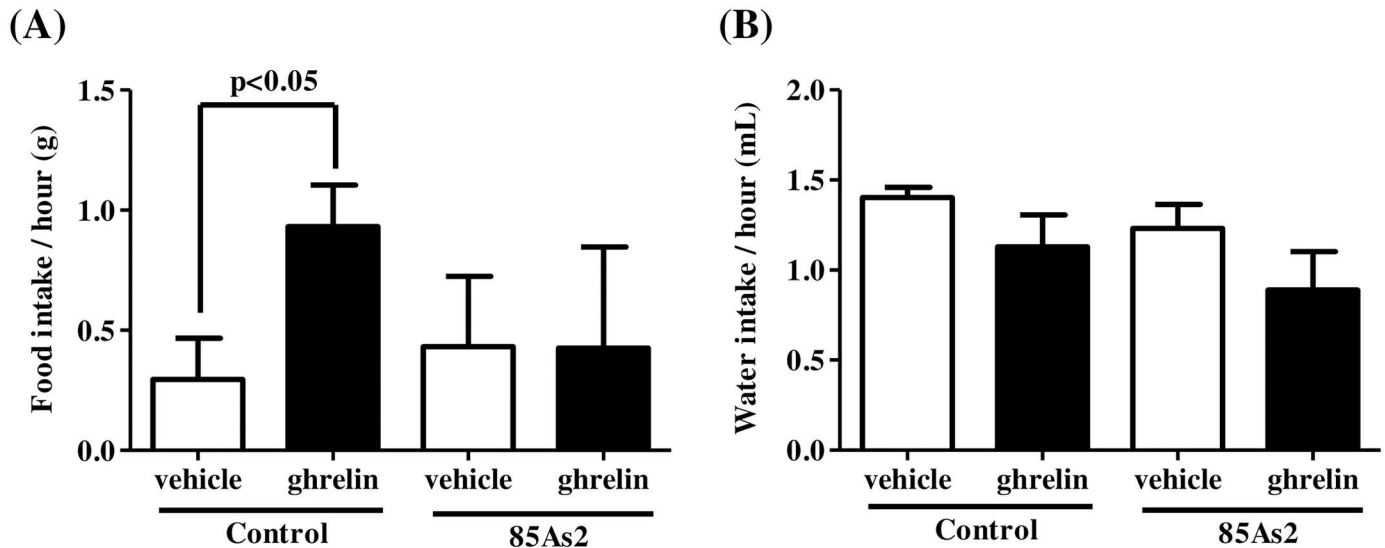 (A)
(B)
p<0.05
Food intake / hour (g)
1.5
1.0
0.5
0.0
vehicle ghrelin vehicle ghrelin
Control 85As2
Water intake / hour (mL)
2.0
1.5
1.0
0.5
0.0
vehicle ghrelin vehicle ghrelin
Control 85As2